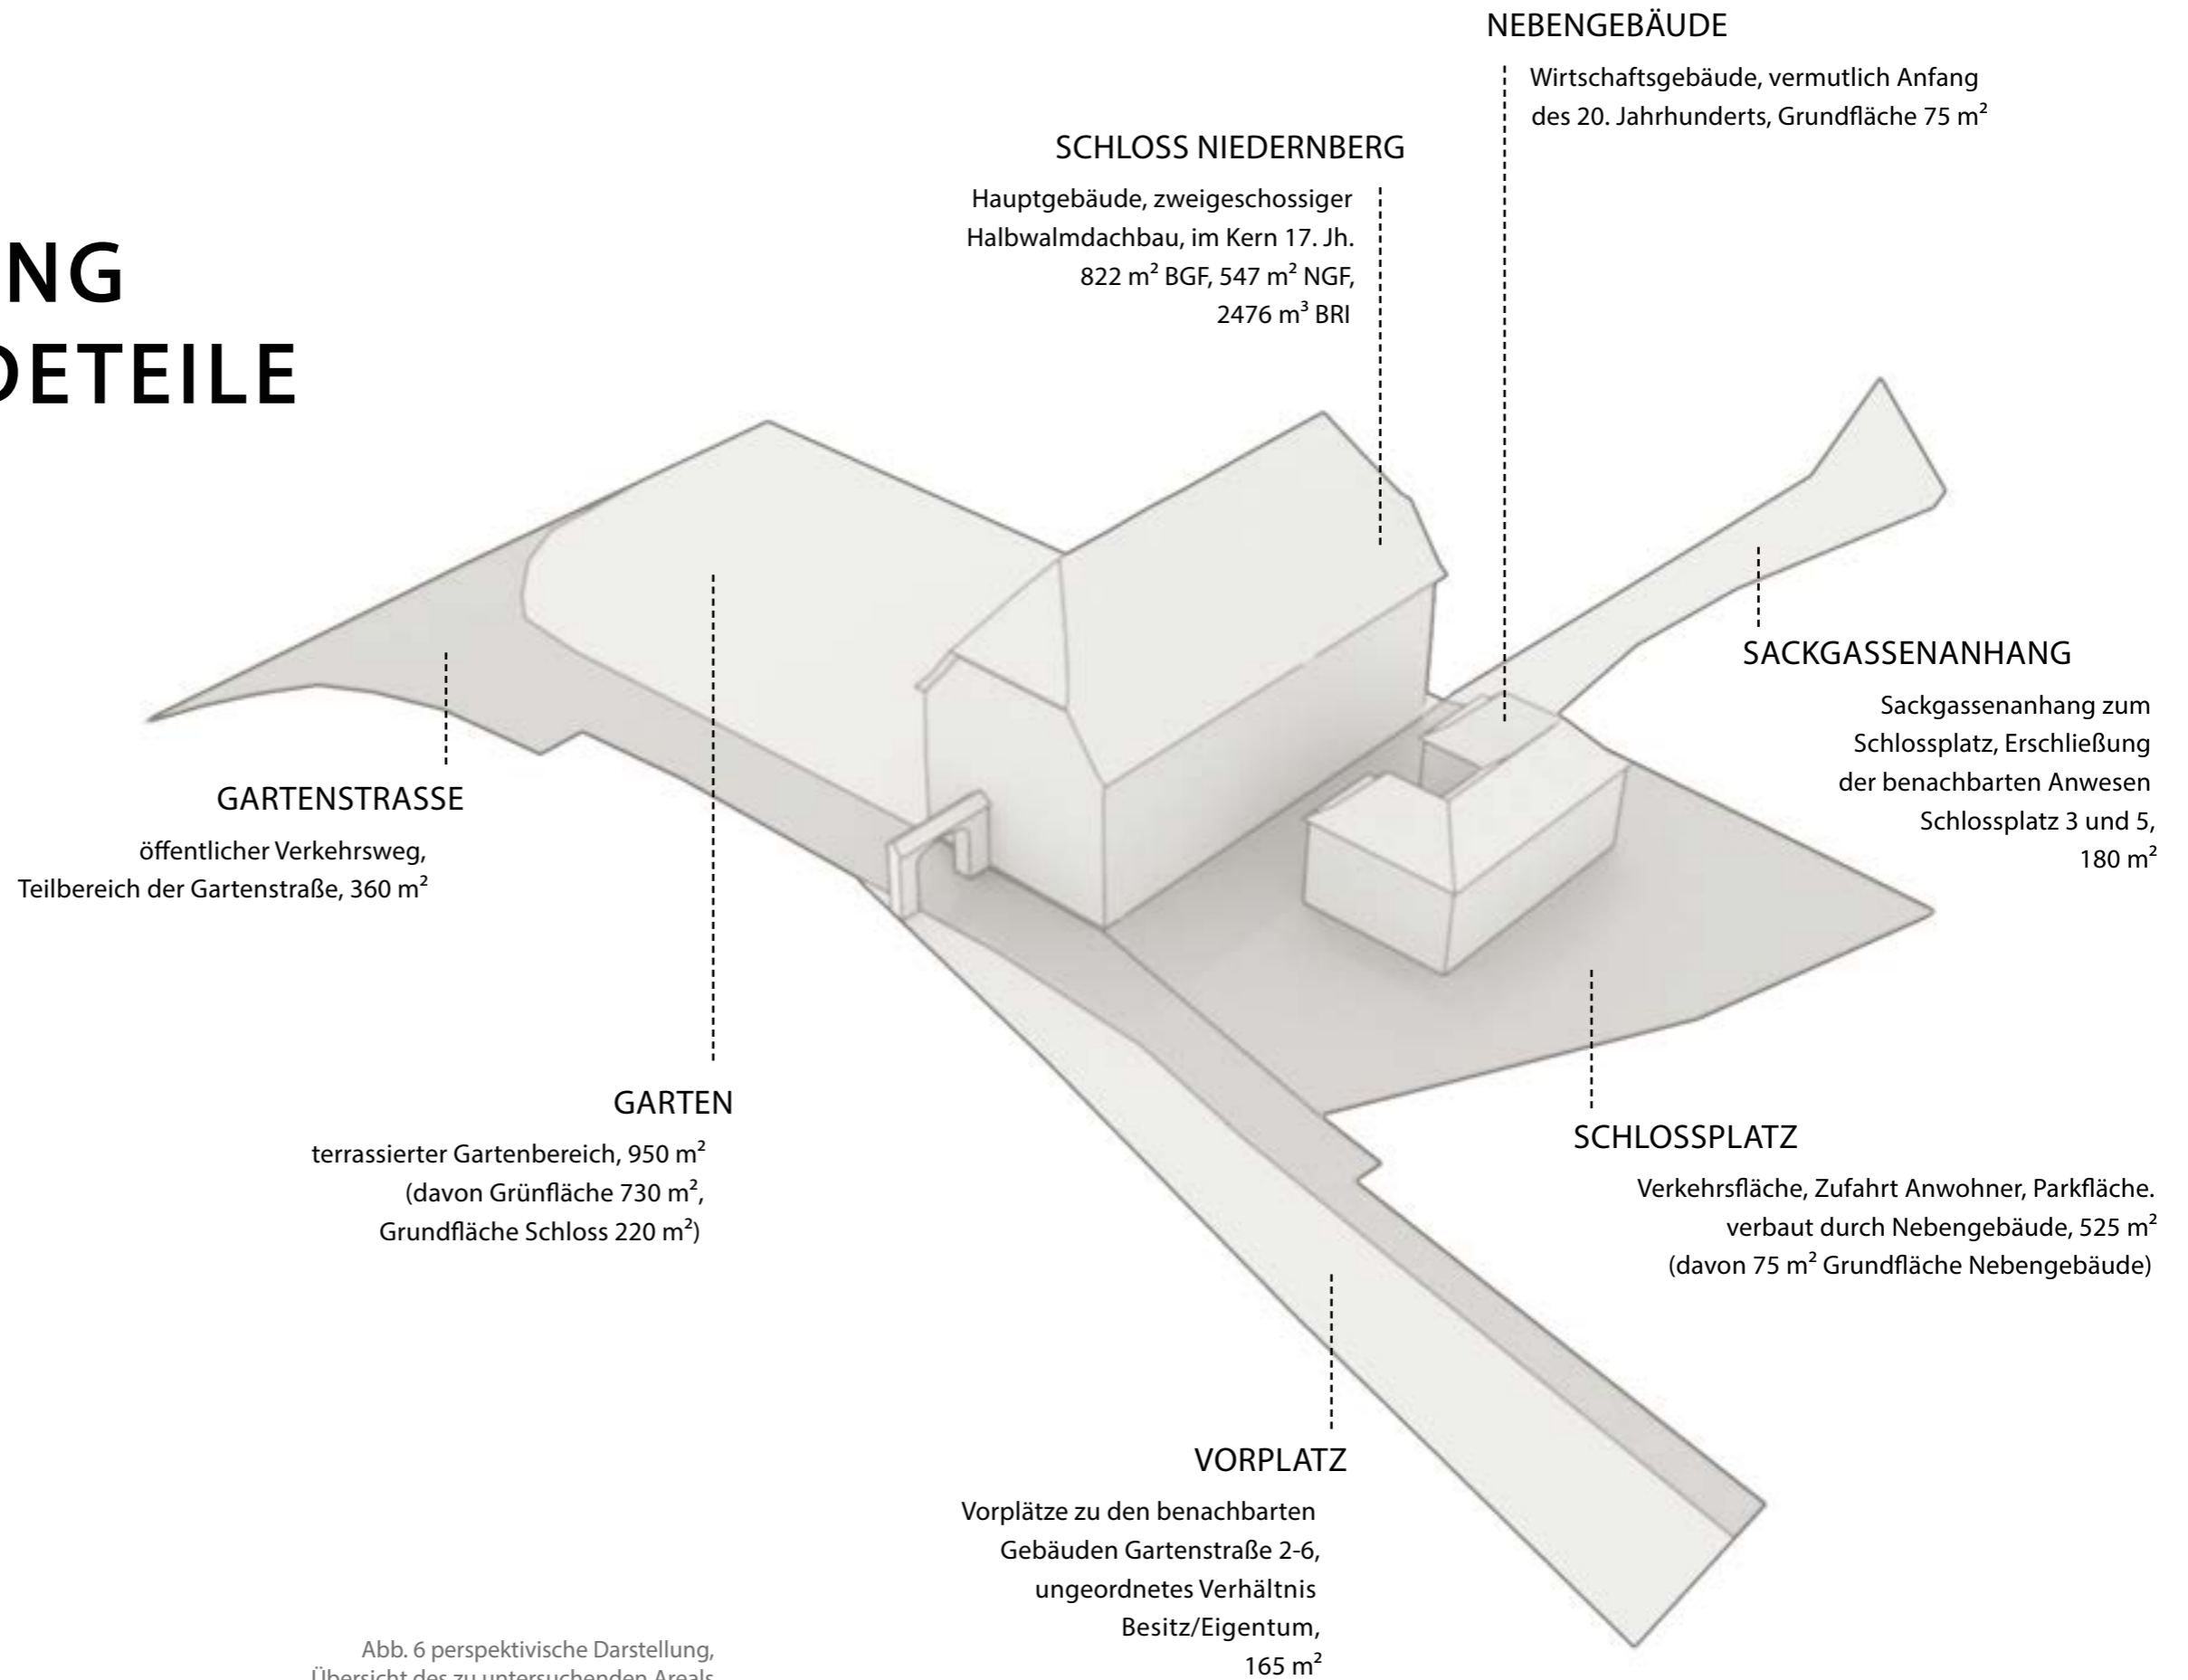 NEBENGEBÄUDE
Wirtschaftsgebäude, vermutlich Anfang
des 20. Jahrhunderts, Grundfläche 75 m²
SCHLOSS NIEDERNBERG
Hauptgebäude, zweigeschossiger
Halbwalmdachbau, im Kern 17. Jh.
822 m² BGF, 547 m² NGF,
2476 m³ BRI
NG
DETEILE
SACKGASSENANHANG
Sackgassenanhang zum
Schlossplatz, Erschließung
der benachbarten Anwesen
Schlossplatz 3 und 5,
180 m²
GARTENSTRASSE
öffentlicher Verkehrsweg,
Teilbereich der Gartenstraße, 360 m²
GARTEN
terrassierter Gartenbereich, 950 m²
(davon Grünfläche 730 m²,
Grundfläche Schloss 220 m²)
SCHLOSSPLATZ
Verkehrsfläche, Zufahrt Anwohner, Parkfläche.
verbaut durch Nebengebäude, 525 m²
(davon 75 m² Grundfläche Nebengebäude)
VORPLATZ
Vorplätze zu den benachbarten
Gebäuden Gartenstraße 2-6,
ungeordnetes Verhältnis
Besitz/Eigentum,
165 m²
Abb. 6 perspektivische Darstellung,
Übersicht des zu untersuchenden Areals